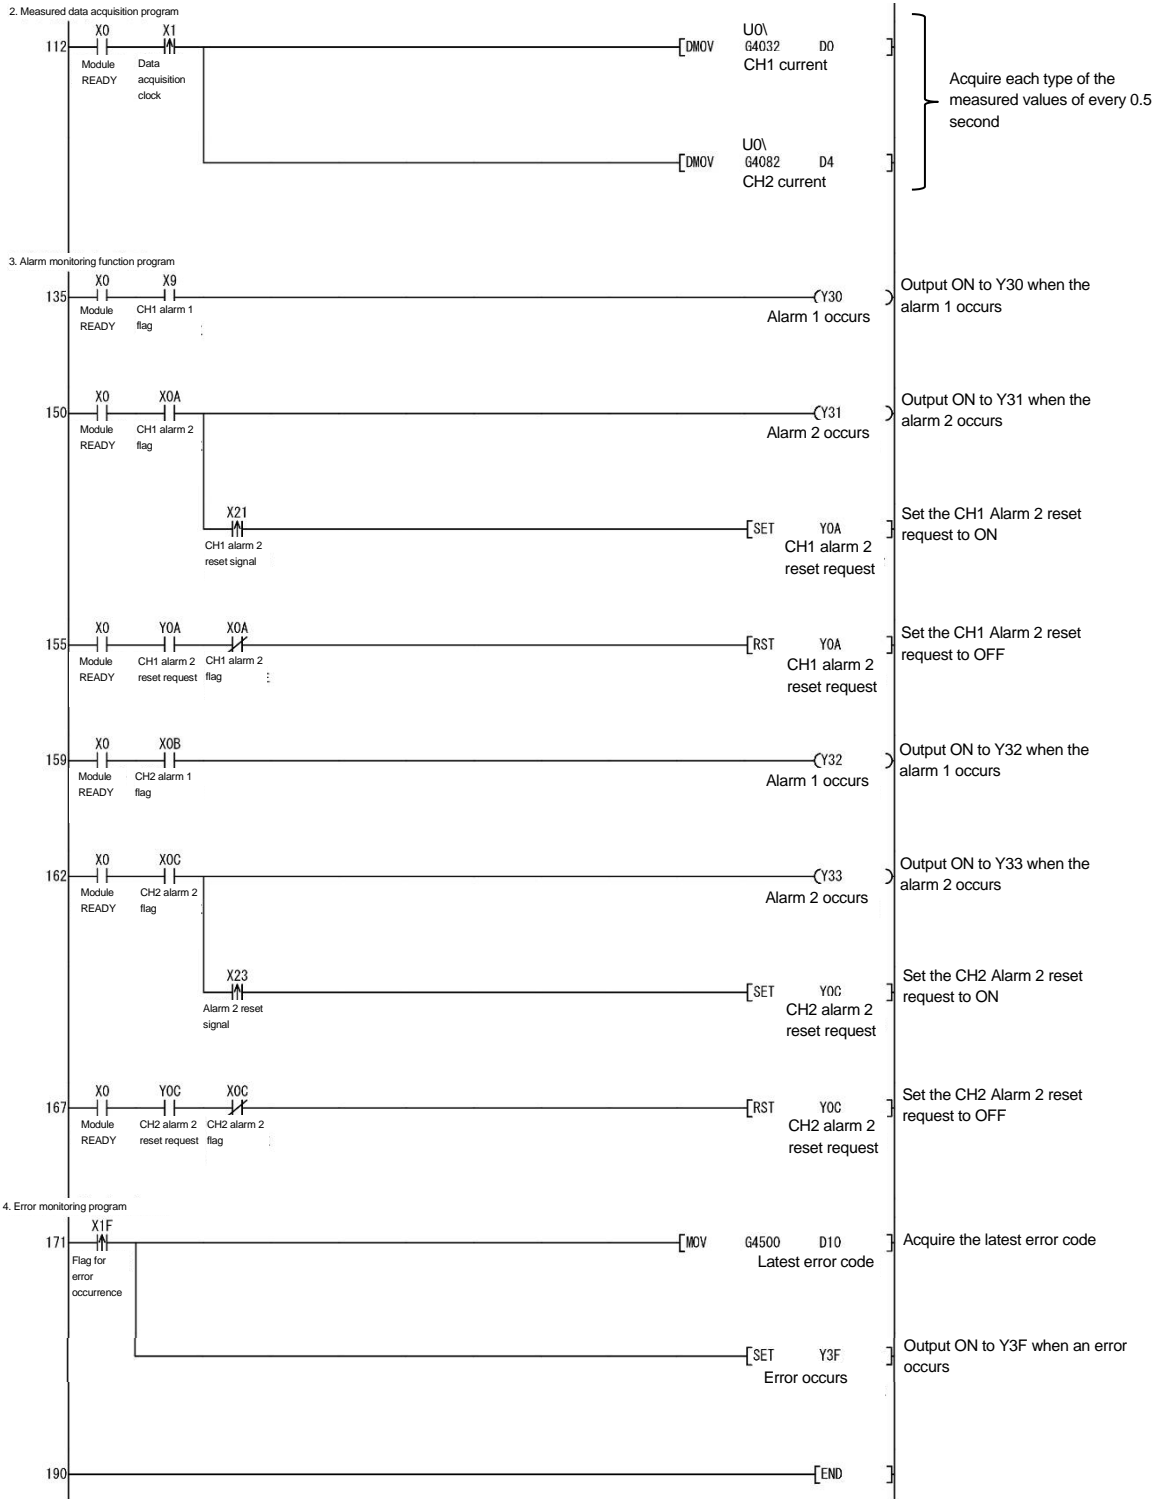 2. Measured data acquisition program
X0 X1 U0\
112 [DMOV G4032 D0 ]
Module READY
Data acquisition clock
CH1 current
Acquire each type of the
measured values of every 0.5
second
U0\
[DMOV G4082 D4 ]
CH2 current
3. Alarm monitoring function program
X0 X9
135 (Y30 )
Module READY
CH1 alarm 1 flag
Alarm 1 occurs
Output ON to Y30 when the
alarm 1 occurs
X0 X0A
150 (Y31 )
Module READY
CH1 alarm 2 flag
Alarm 2 occurs
Output ON to Y31 when the
alarm 2 occurs
X21
[SET Y0A ]
CH1 alarm 2
reset signal
CH1 alarm 2
reset request
Set the CH1 Alarm 2 reset
request to ON
X0 Y0A X0A
155 [RST Y0A ]
Module READY
CH1 alarm 2 reset request
CH1 alarm 2 flag
CH1 alarm 2
reset request
Set the CH1 Alarm 2 reset
request to OFF
X0 X0B
159 (Y32 )
Module READY
CH2 alarm 1 flag
Alarm 1 occurs
Output ON to Y32 when the
alarm 1 occurs
X0 X0C
162 (Y33 )
Module READY
CH2 alarm 2 flag
Alarm 2 occurs
Output ON to Y33 when the
alarm 2 occurs
X23
[SET Y0C ]
Alarm 2 reset
signal
CH2 alarm 2
reset request
Set the CH2 Alarm 2 reset
request to ON
X0 Y0C X0C
167 [RST Y0C ]
Module READY
CH2 alarm 2 reset request
CH2 alarm 2 flag
CH2 alarm 2
reset request
Set the CH2 Alarm 2 reset
request to OFF
4. Error monitoring program
X1F
171 [MOV G4500 D10 ]
Flag for
error
occurrence
Latest error code
Acquire the latest error code
[SET Y3F ]
Error occurs
Output ON to Y3F when an error
occurs
190 [END ]